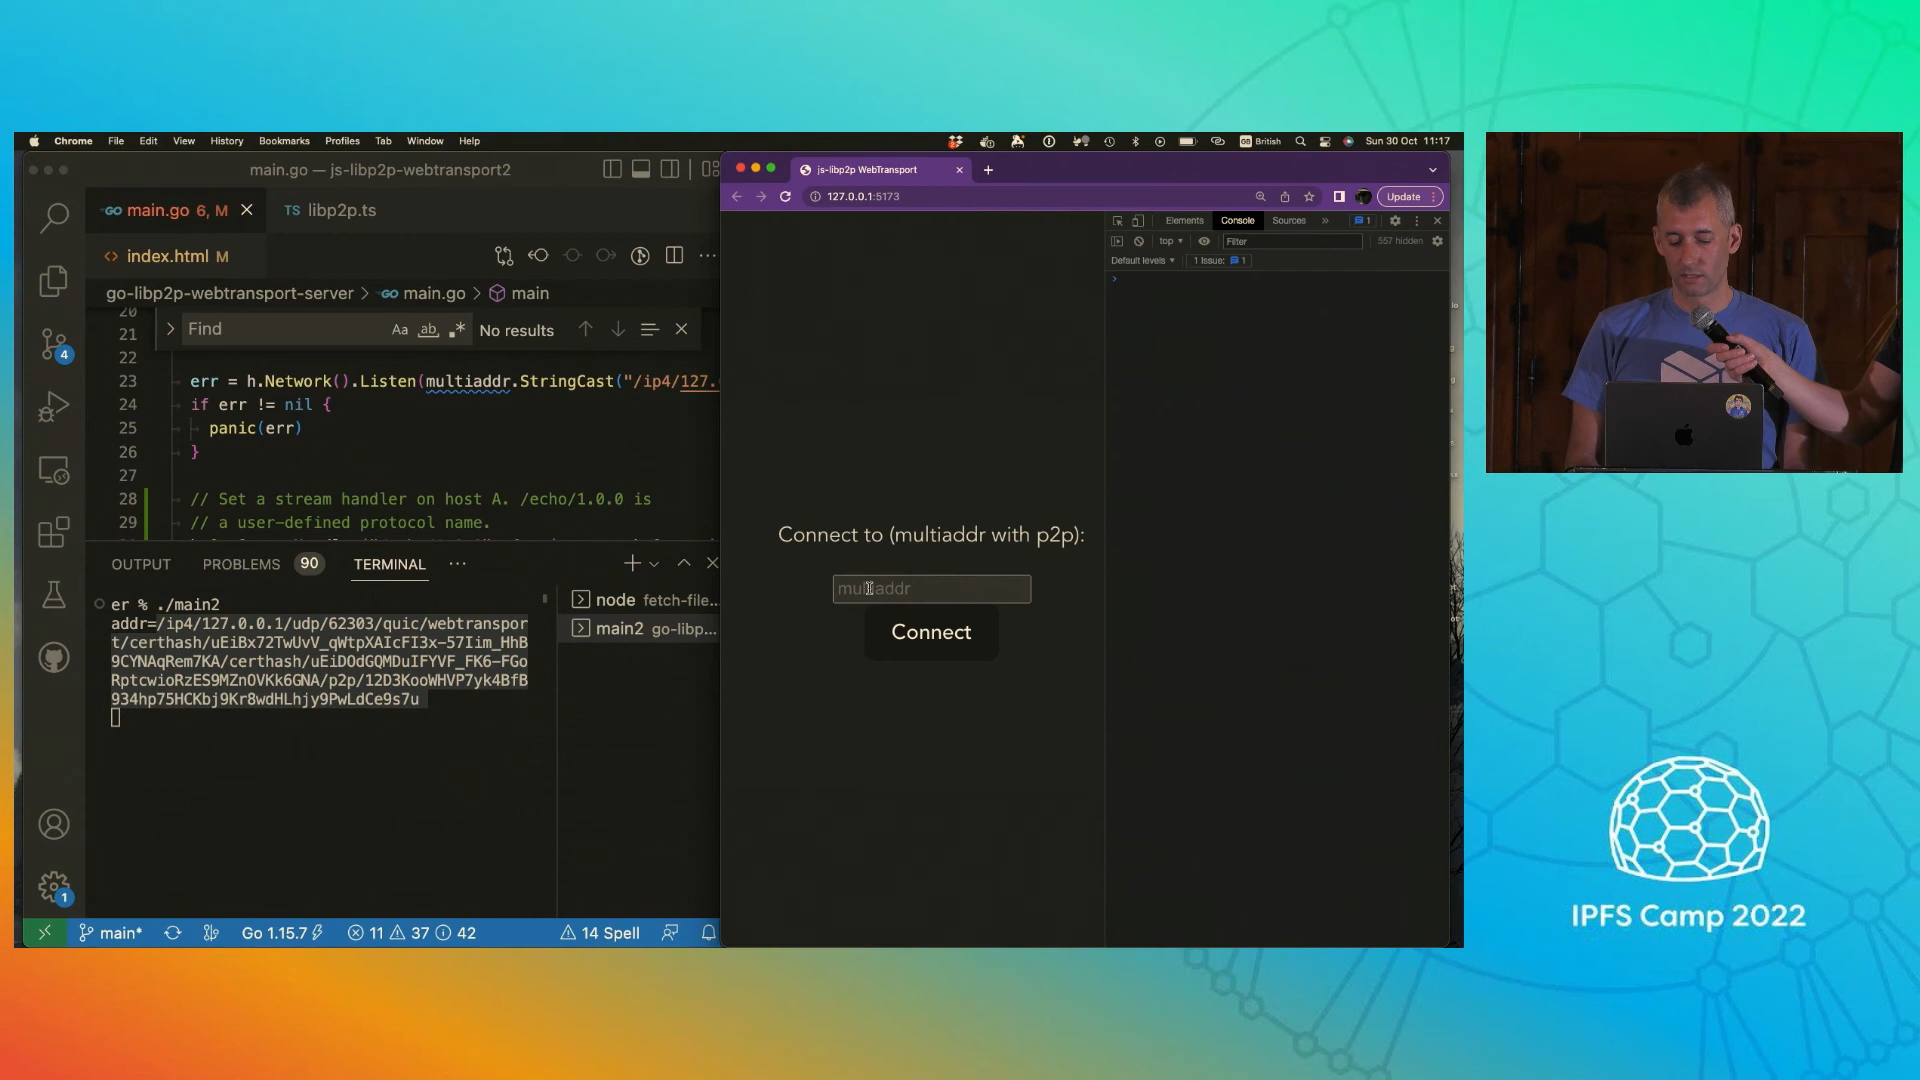 Chrome File Edit View History Bookmarks Profiles Tab Window Help
British Sun 30 Oct 11:17
main.go — js-libp2p-webtransport2
main.go 6, M
TS libp2p.ts
index.html M
go-libp2p-webtransport-server > main.go > main
20
21
22
Find
Aa ab No results
23 err = h.Network().Listen(multiaddr.StringCast("/ip4/127.
24 if err != nil {
25 panic(err)
26 }
27
28 // Set a stream handler on host A. /echo/1.0.0 is
29 // a user-defined protocol name.
OUTPUT PROBLEMS 90 TERMINAL
er % ./main2
addr=/ip4/127.0.0.1/udp/62303/quic/webtranspor
t/certhash/uEiBx72TwUvV_qWtpXAIcFI3x-57Iim_HhB
9CYNAqRem7KA/certhash/uEiDOdGQMDuIFYVF_FK6-FGo
RptcwioRzES9MZnOVKk6GNA/p2p/12D3KooWHVP7yk4BfB
934hp75HCKbj9Kr8wdHLhjy9PwLdCe9s7u
node fetch-file...
main2 go-libp...
4
1
main* Go 1.15.7 11 37 42 14 Spell
js-libp2p WebTransport
127.0.0.1:5173
Update
Elements Console Sources » 1
top Filter 557 hidden
Default levels 1 Issue: 1
Connect to (multiaddr with p2p):
multiaddr
Connect
IPFS Camp 2022